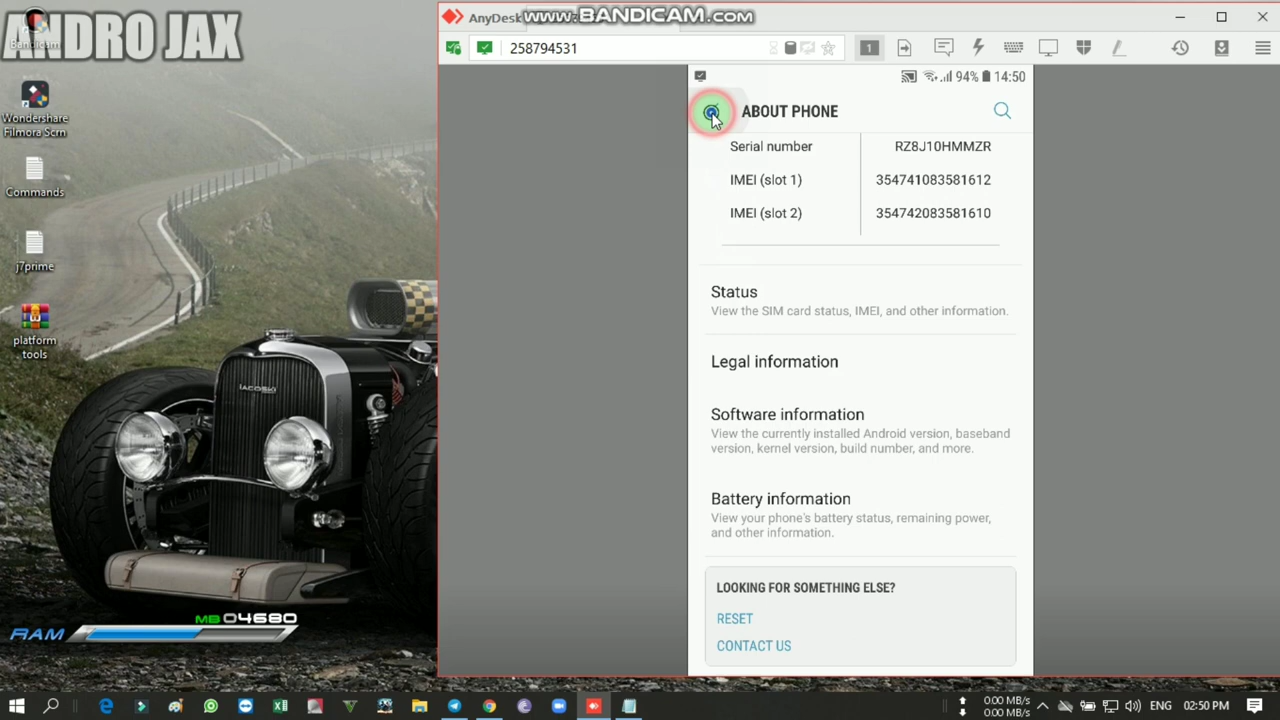 ANDRO JAX
Bandicam
Wondershare
Filmora Scrn
Commands
j7prime
platform
tools
IACOSKI
MB 04680
RAM
AnyDesk
WWW.BANDICAM.COM
258794531
1
94% 14:50
ABOUT PHONE
Serial number RZ8J10HMMZR
IMEI (slot 1) 354741083581612
IMEI (slot 2) 354742083581610
Status
View the SIM card status, IMEI, and other information.
Legal information
Software information
View the currently installed Android version, baseband
version, kernel version, build number, and more.
Battery information
View your phone's battery status, remaining power,
and other information.
LOOKING FOR SOMETHING ELSE?
RESET
CONTACT US
0.00 MB/s
0.00 MB/s
ENG 02:50 PM